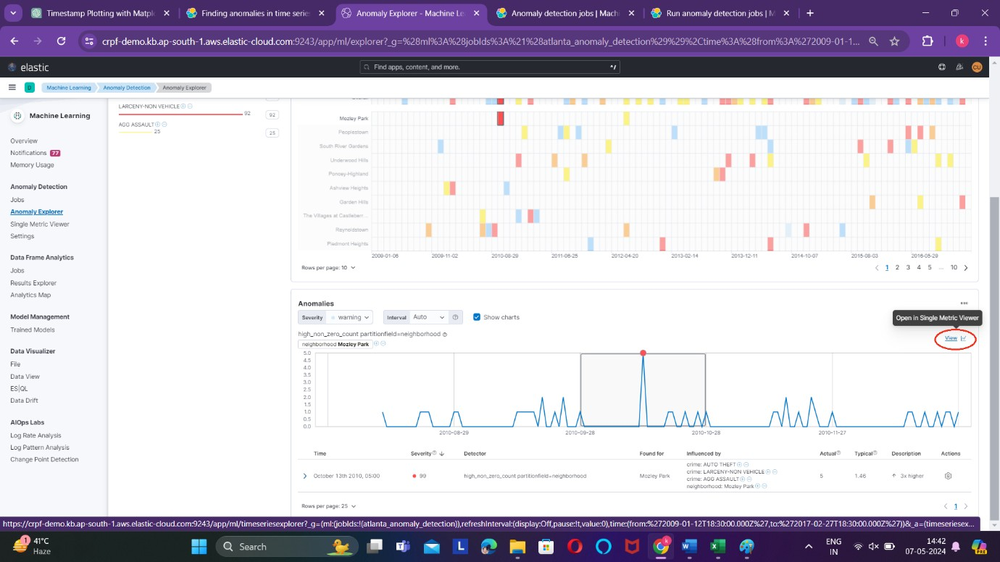 Timestamp Plotting with Matpl
Finding anomalies in time serie
Anomaly Explorer - Machine Le
Anomaly detection jobs | Mach
Run anomaly detection jobs | M
crpf-demo.kb.ap-south-1.aws.elastic-cloud.com:9243/app/ml/explorer?_g=%28ml%3A%28jobIds%3A%21%28atlanta_anomaly_detection%29%29%2Ctime%3A%28from%3A%272009-01-1...
k
elastic
Find apps, content, and more.
^/
CU
D
Machine Learning
Anomaly Detection
Anomaly Explorer
Machine Learning
Overview
Notifications 77
Memory Usage
Anomaly Detection
Jobs
Anomaly Explorer
Single Metric Viewer
Settings
Data Frame Analytics
Jobs
Results Explorer
Analytics Map
Model Management
Trained Models
Data Visualizer
File
Data View
ES|QL
Data Drift
AIOps Labs
Log Rate Analysis
Log Pattern Analysis
Change Point Detection
LARCENY-NON VEHICLE
92 92
AGG ASSAULT
25 25
Mozley Park
Peoplestown
South River Gardens
Underwood Hills
Poncey-Highland
Ashview Heights
Garden Hills
The Villages at Castleberr...
Reynoldstown
Piedmont Heights
2009-01-06 2009-11-02 2010-08-29 2011-06-25 2012-04-20 2013-02-14 2013-12-11 2014-10-07 2015-08-03 2016-05-29
Rows per page: 10
1 2 3 4 5 ... 10
Anomalies
Severity warning Interval Auto Show charts
Open in Single Metric Viewer
high_non_zero_count partitionfield=neighborhood
View
neighborhood Mozley Park
5.0
4.5
4.0
3.5
3.0
2.5
2.0
1.5
1.0
0.5
0.0
2010-08-29 2010-09-28 2010-10-28 2010-11-27
Time Severity Detector Found for Influenced by Actual Typical Description Actions
October 13th 2010, 05:00 99 high_non_zero_count partitionfield=neighborhood Mozley Park
crime: AUTO THEFT
crime: LARCENY-NON VEHICLE
crime: AGG ASSAULT
neighborhood: Mozley Park
5 1.46 3x higher
Rows per page: 25
1
https://crpf-demo.kb.ap-south-1.aws.elastic-cloud.com:9243/app/ml/timeseriesexplorer?_g=(ml:(jobIds:!(atlanta_anomaly_detection)),refreshInterval:(display:Off,pause:!t,value:0),time:(from:%272009-01-12T18:30:00.000Z%27,to:%272017-02-27T18:30:00.000Z%27))&_a=(timeseriesex...
1
41°C
Haze
Search
ENG
IN
14:42
07-05-2024